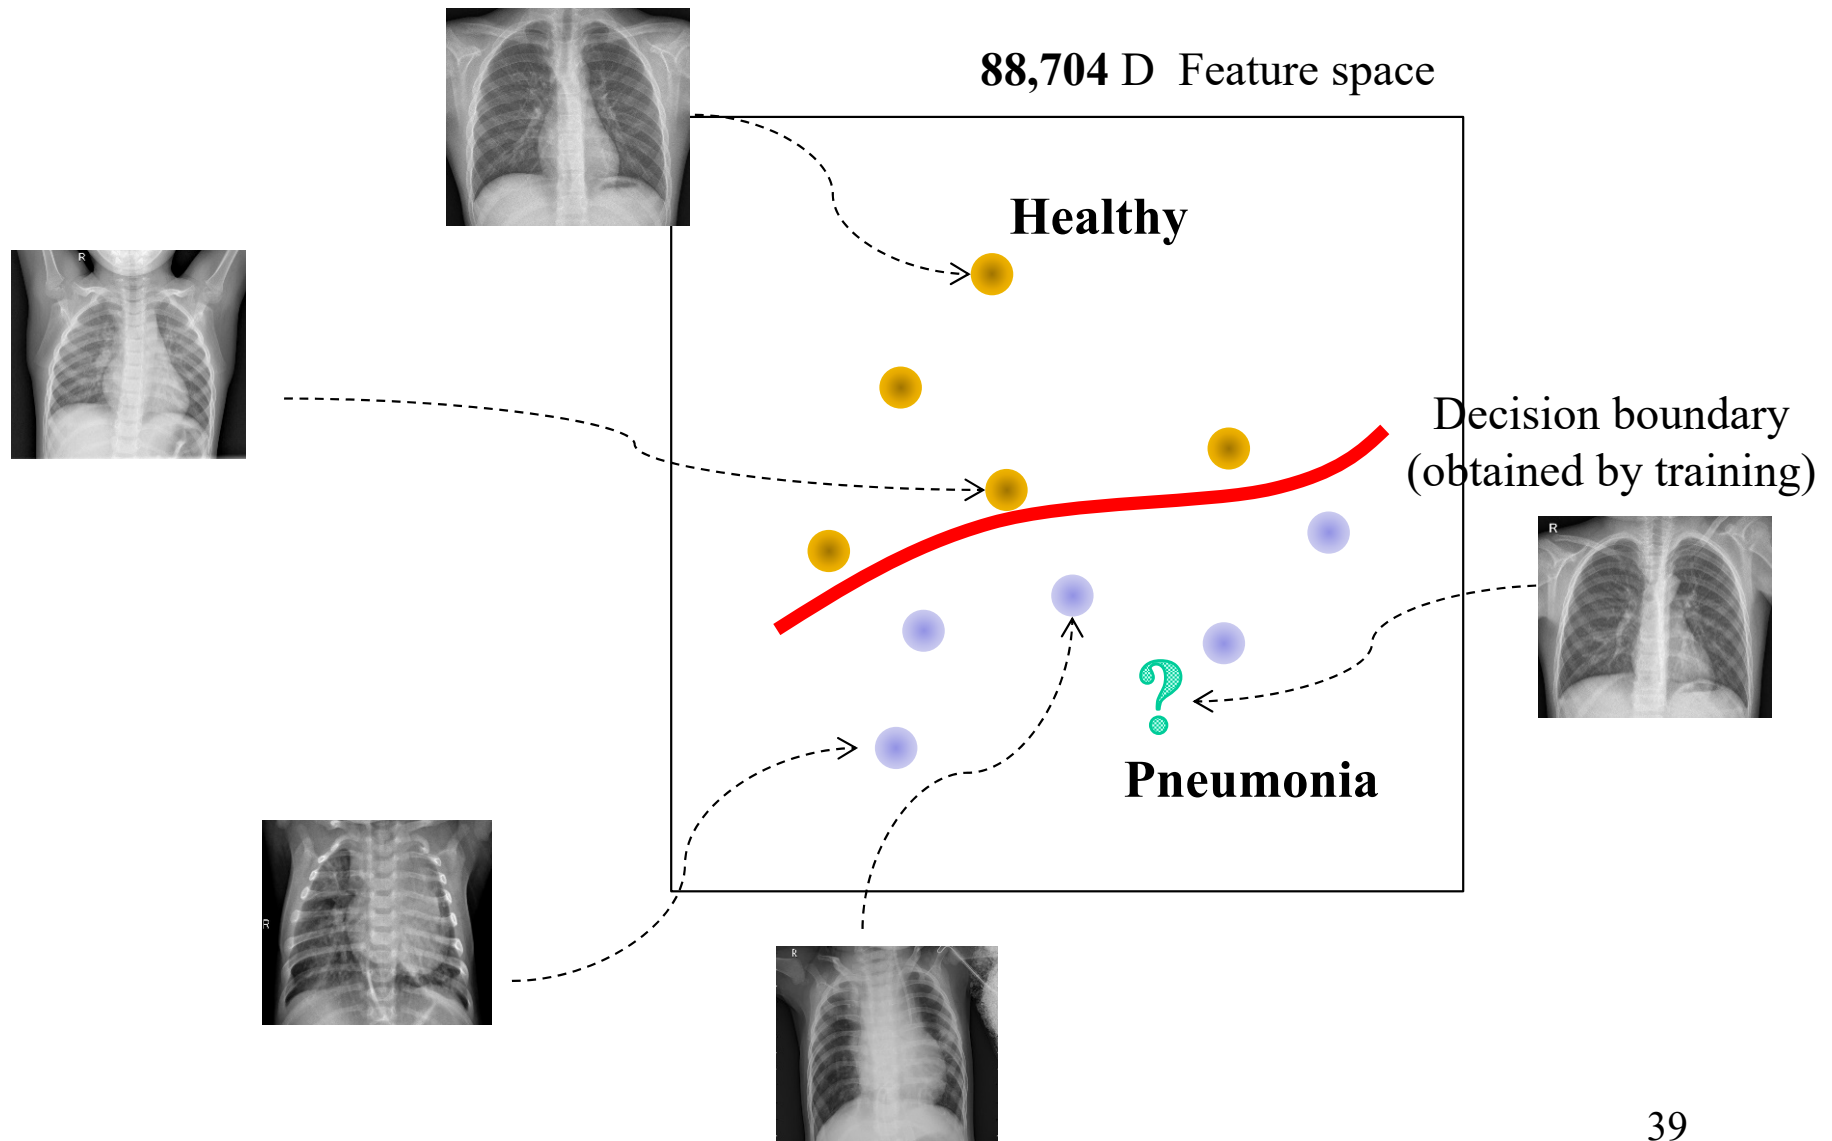 88,704 D Feature space
Healthy
R
Decision boundary
(obtained by training)
R
?
Pneumonia
R
R
39